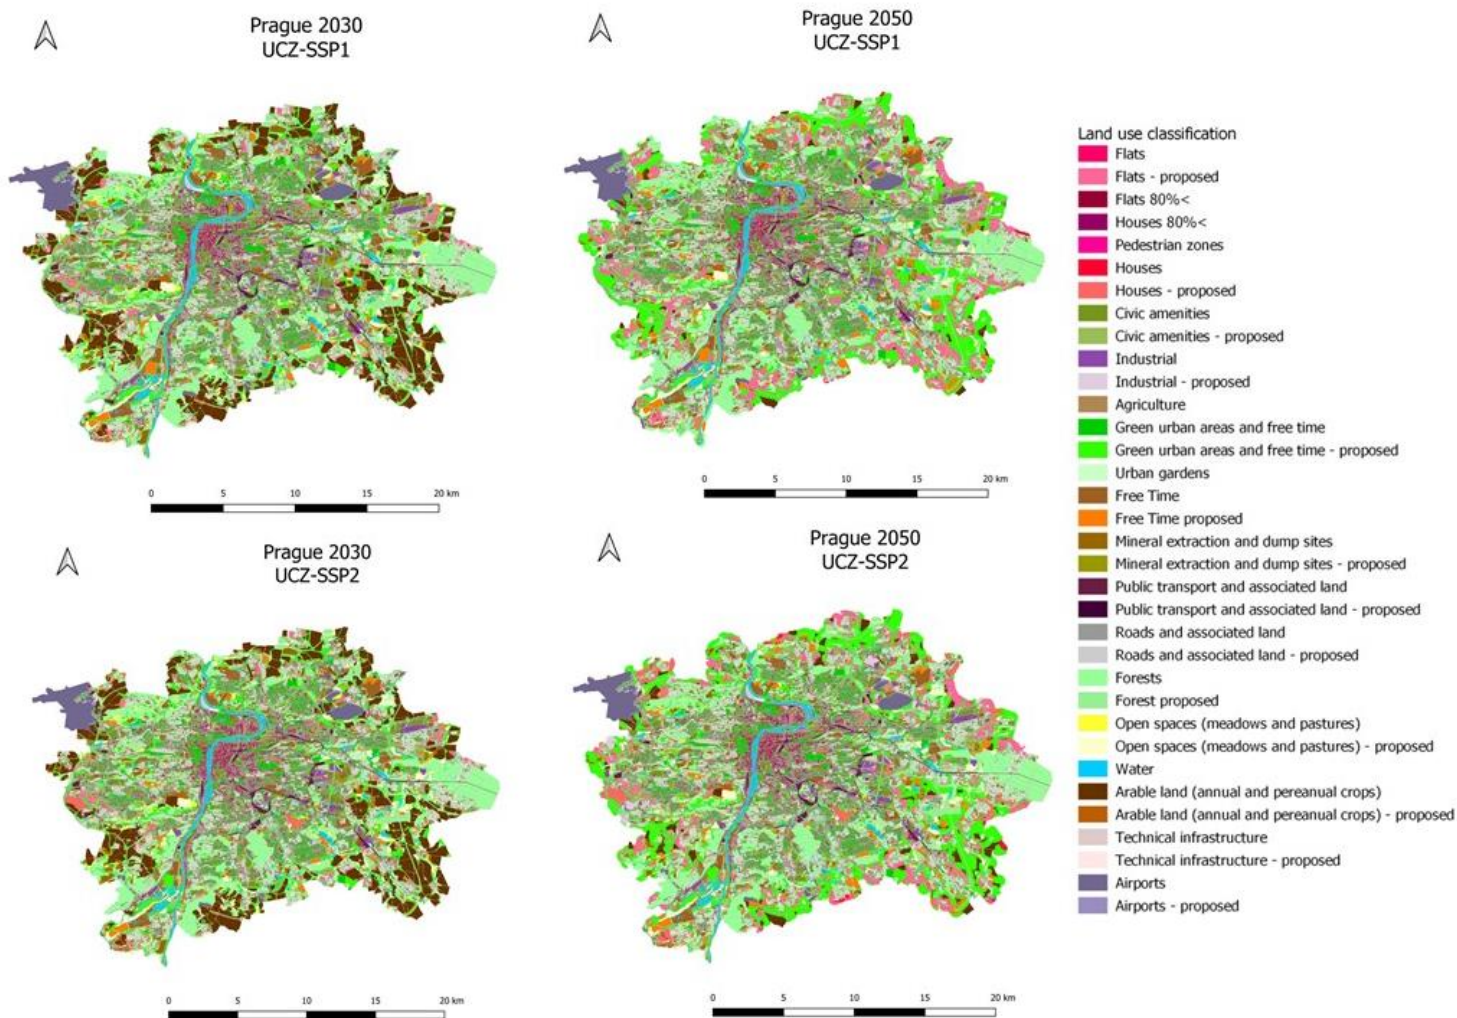 Prague 2030
UCZ-SSP1
Prague 2050
UCZ-SSP1
0 5 10 15 20 km
0 5 10 15 20 km
Prague 2030
UCZ-SSP2
Prague 2050
UCZ-SSP2
0 5 10 15 20 km
0 5 10 15 20 km
Land use classification
Flats
Flats - proposed
Flats 80%<
Houses 80%<
Pedestrian zones
Houses
Houses - proposed
Civic amenities
Civic amenities - proposed
Industrial
Industrial - proposed
Agriculture
Green urban areas and free time
Green urban areas and free time - proposed
Urban gardens
Free Time
Free Time proposed
Mineral extraction and dump sites
Mineral extraction and dump sites - proposed
Public transport and associated land
Public transport and associated land - proposed
Roads and associated land
Roads and associated land - proposed
Forests
Forest proposed
Open spaces (meadows and pastures)
Open spaces (meadows and pastures) - proposed
Water
Arable land (annual and pereanual crops)
Arable land (annual and pereanual crops) - proposed
Technical infrastructure
Technical infrastructure - proposed
Airports
Airports - proposed